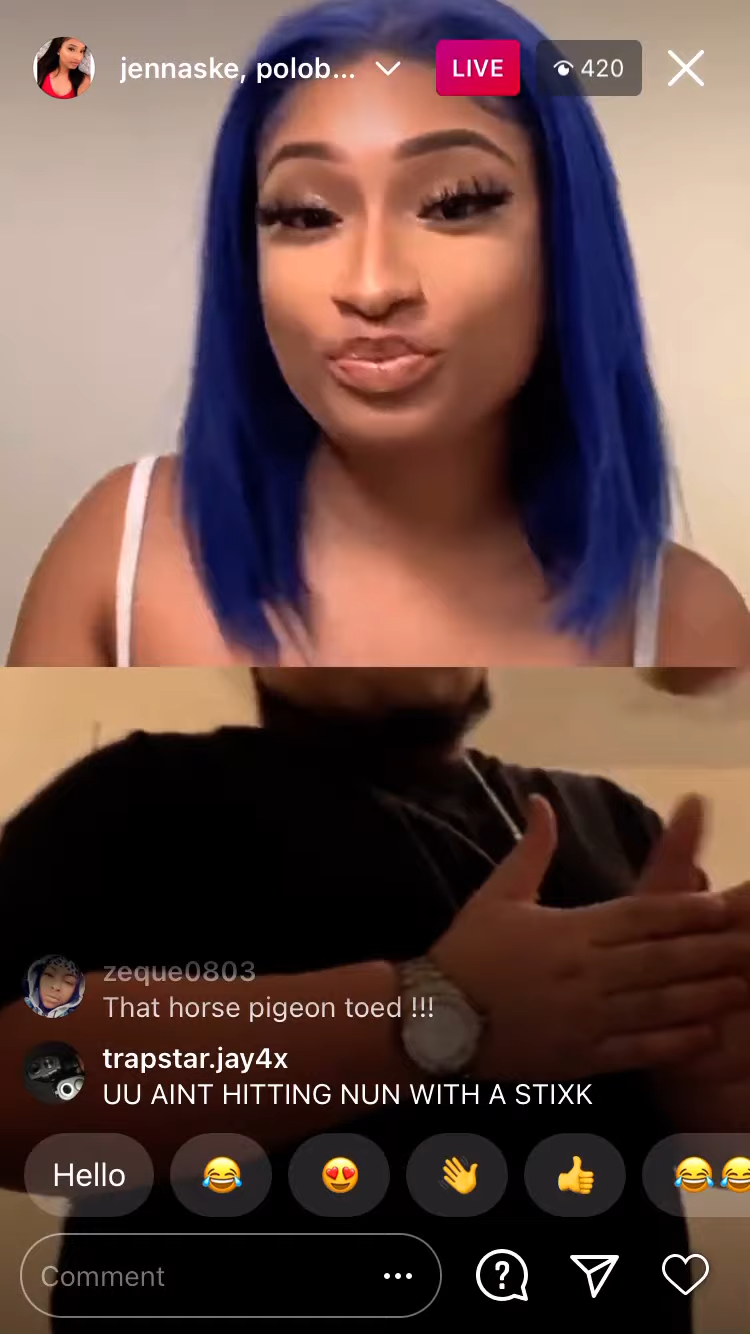 jennaske, polob...
LIVE
420
zeque0803
That horse pigeon toed !!!
trapstar.jay4x
UU AINT HITTING NUN WITH A STIXK
Hello
Comment